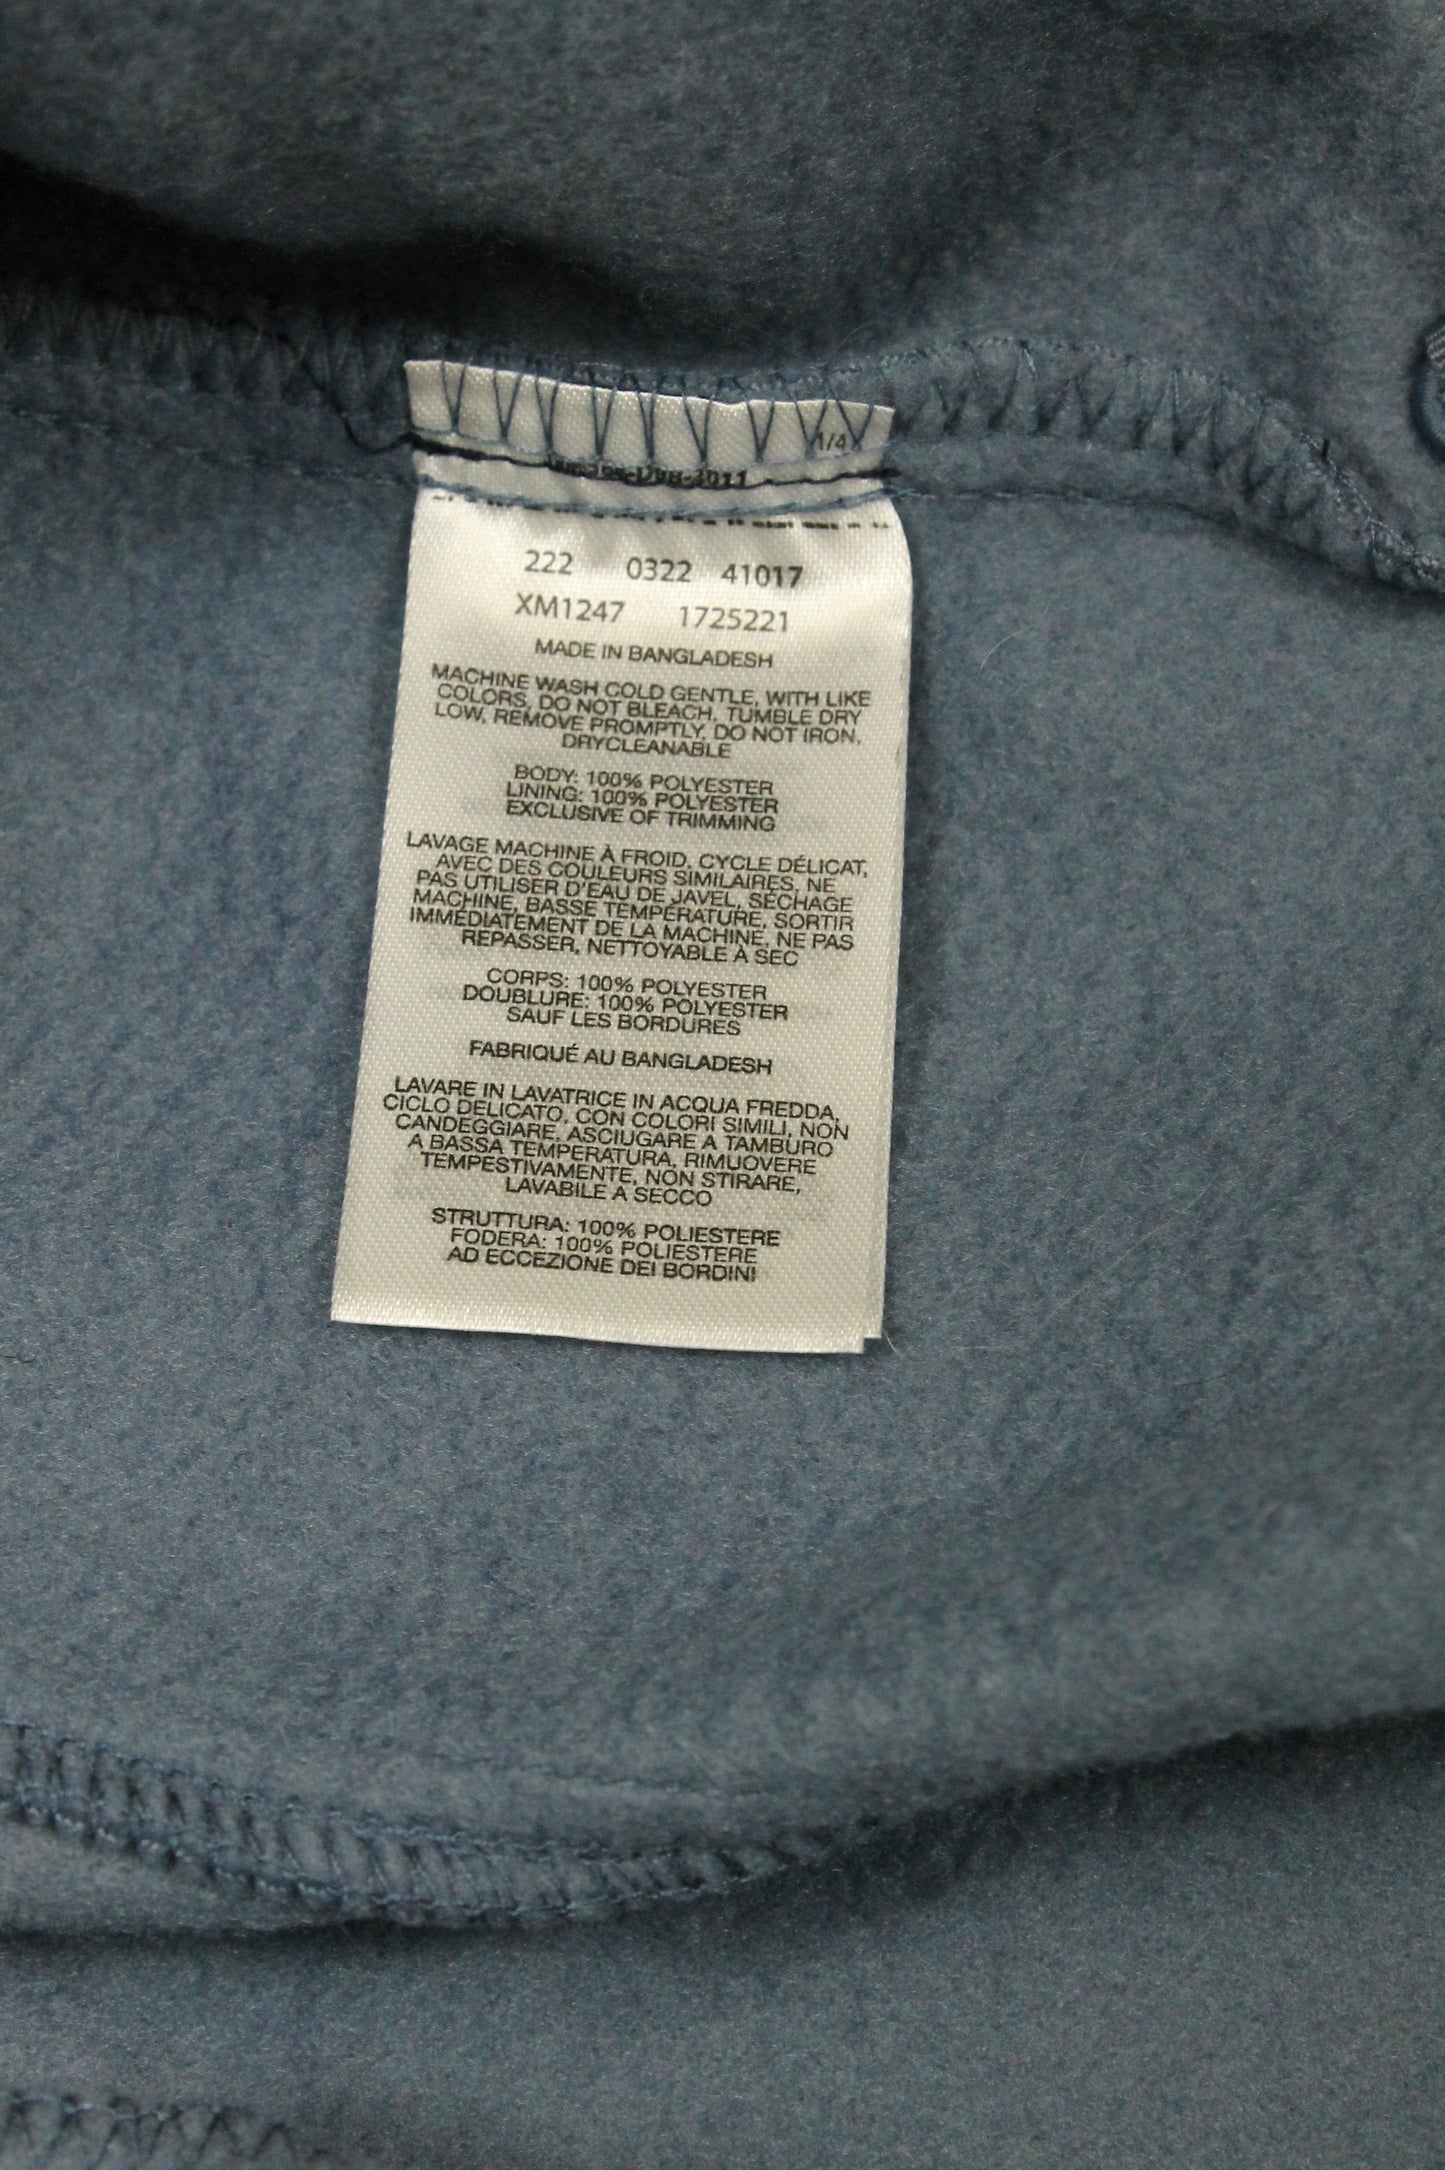 1/4
222 0322 41017
XM1247 1725221
MADE IN BANGLADESH
MACHINE WASH COLD GENTLE, WITH LIKE
COLORS, DO NOT BLEACH, TUMBLE DRY
LOW, REMOVE PROMPTLY, DO NOT IRON,
DRYCLEANABLE
BODY: 100% POLYESTER
LINING: 100% POLYESTER
EXCLUSIVE OF TRIMMING
LAVAGE MACHINE À FROID, CYCLE DÉLICAT,
AVEC DES COULEURS SIMILAIRES, NE
PAS UTILISER D'EAU DE JAVEL, SÉCHAGE
MACHINE, BASSE TEMPÉRATURE, SORTIR
IMMÉDIATEMENT DE LA MACHINE, NE PAS
REPASSER, NETTOYABLE À SEC
CORPS: 100% POLYESTER
DOUBLURE: 100% POLYESTER
SAUF LES BORDURES
FABRIQUÉ AU BANGLADESH
LAVARE IN LAVATRICE IN ACQUA FREDDA,
CICLO DELICATO, CON COLORI SIMILI, NON
CANDEGGIARE, ASCIUGARE A TAMBURO
A BASSA TEMPERATURA, RIMUOVERE
TEMPESTIVAMENTE, NON STIRARE,
LAVABILE A SECCO
STRUTTURA: 100% POLIESTERE
FODERA: 100% POLIESTERE
AD ECCEZIONE DEI BORDINI